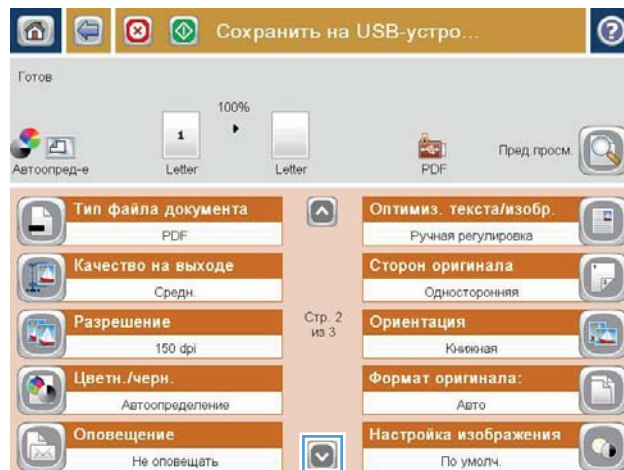 Сохранить на USB-устро...
Готов
100%
1
Автоопред-е
Letter
Letter
PDF
Пред.просм.
Тип файла документа
PDF
Качество на выходе
Средн.
Разрешение
150 dpi
Цветн./черн.
Автоопределение
Оповещение
Не оповещать
Стр. 2
из 3
Оптимиз. текста/изобр.
Ручная регулировка
Сторон оригинала
Односторонняя
Ориентация
Книжная
Формат оригинала:
Авто
Настройка изображения
По умолч.